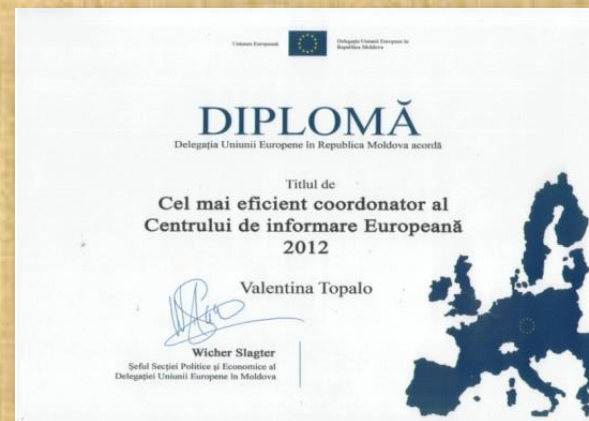 Uniunea Europeană
Delegația Uniunii Europene în
Republica Moldova
DIPLOMĂ
Delegația Uniunii Europene în Republica Moldova acordă
Titlul de
Cel mai eficient coordonator al
Centrului de informare Europeană
2012
Valentina Topalo
Wicher Slagter
Șeful Secției Politice și Economice al
Delegației Uniunii Europene în Moldova